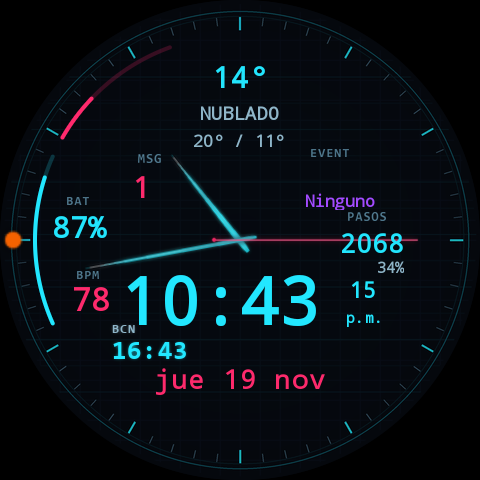 14°
NUBLADO
20° / 11°
EVENT
MSG
1
Ninguno
BAT
87%
PASOS
2068
34%
BPM
78
10:43
15
p.m.
BCN
16:43
jue 19 nov